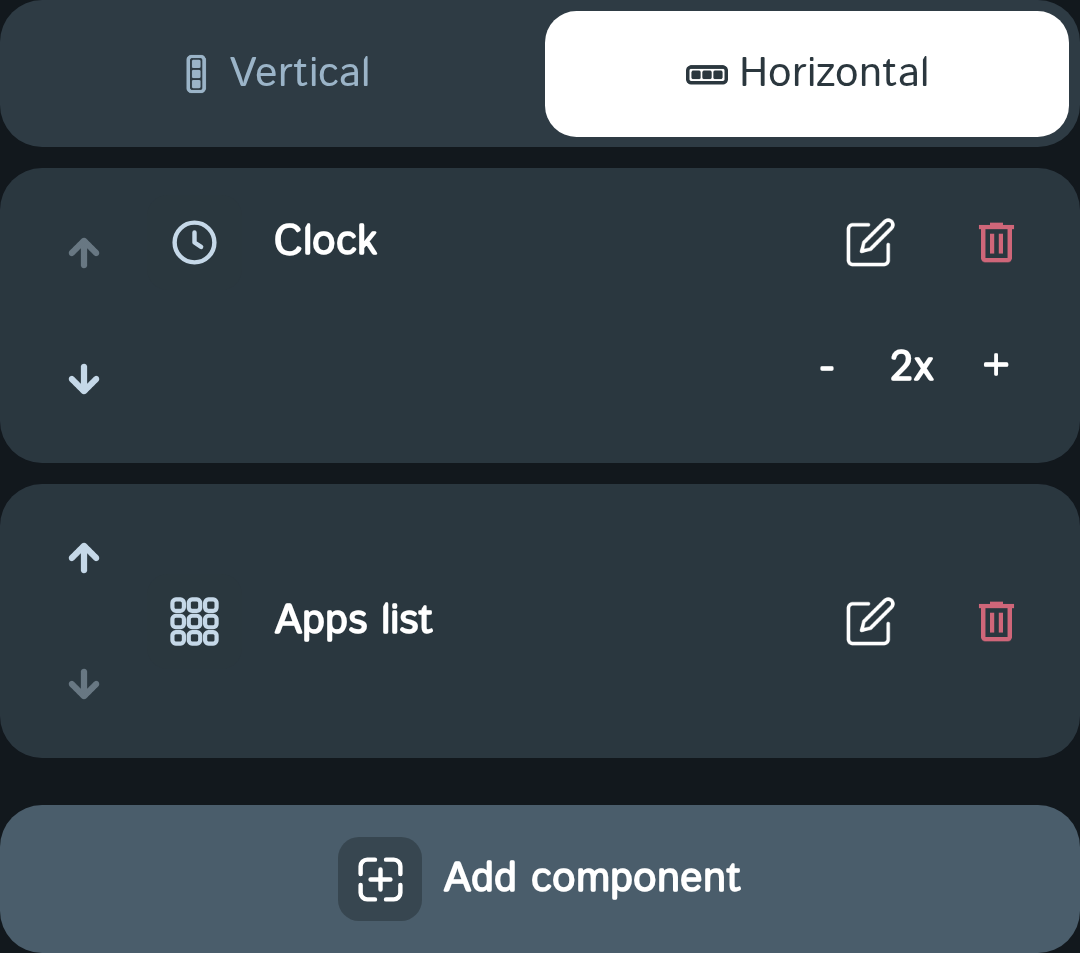 Vertical
Horizontal
Clock
- 2x +
Apps list
Add component